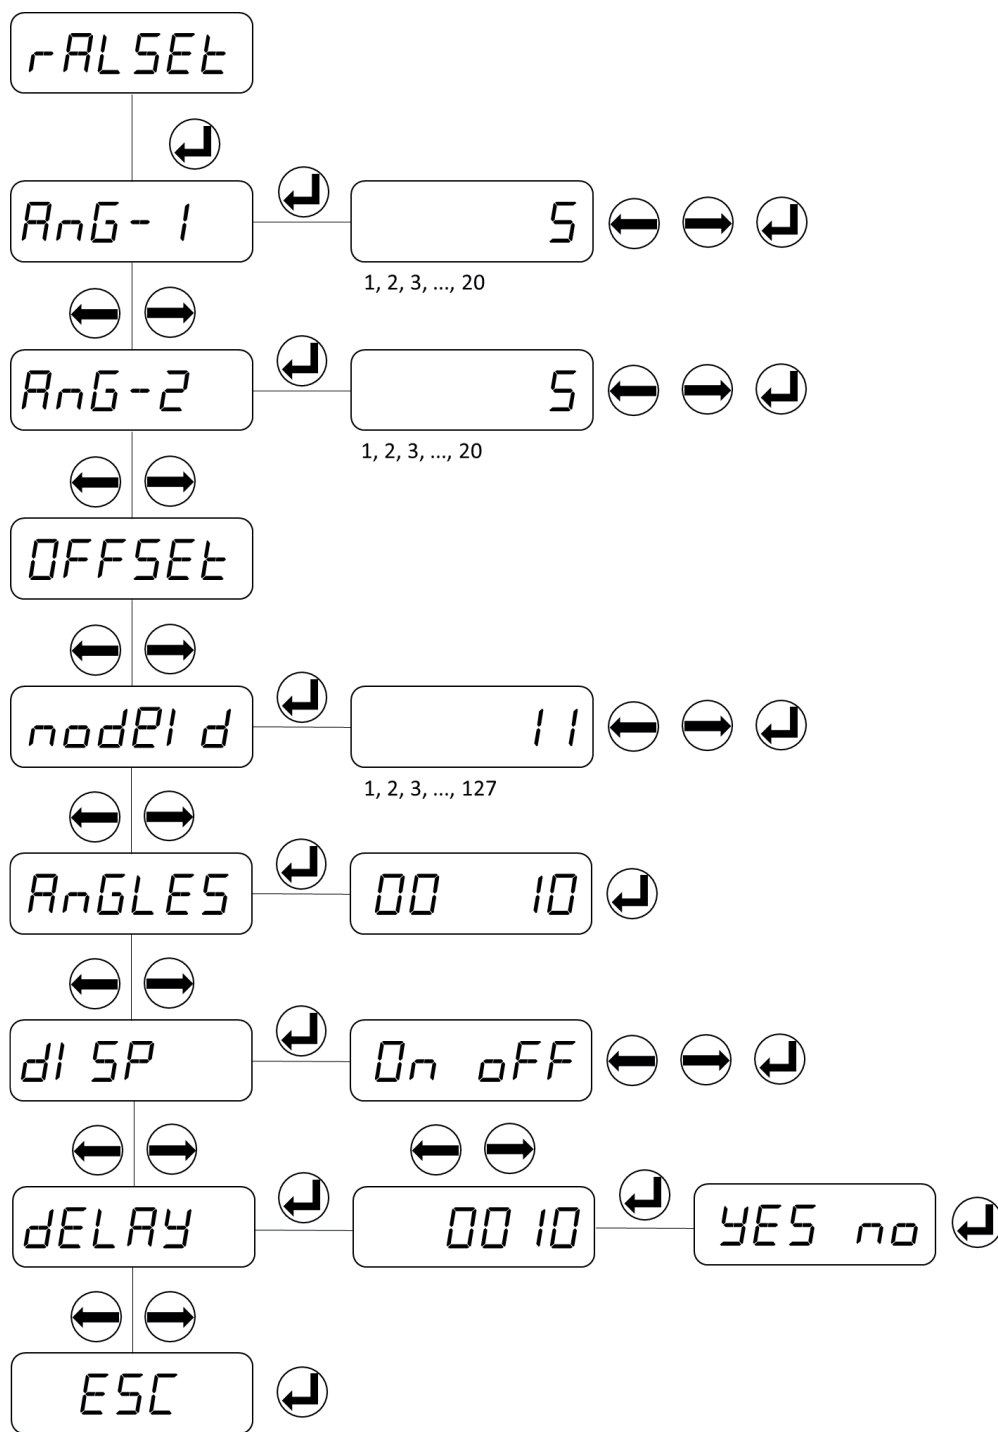 rALSEt
AnG-1
5
1, 2, 3, ..., 20
AnG-2
5
1, 2, 3, ..., 20
OFFSEt
nodEId
11
1, 2, 3, ..., 127
AnGLES
00 10
dISP
On oFF
dELAY
0010
YES no
ESC